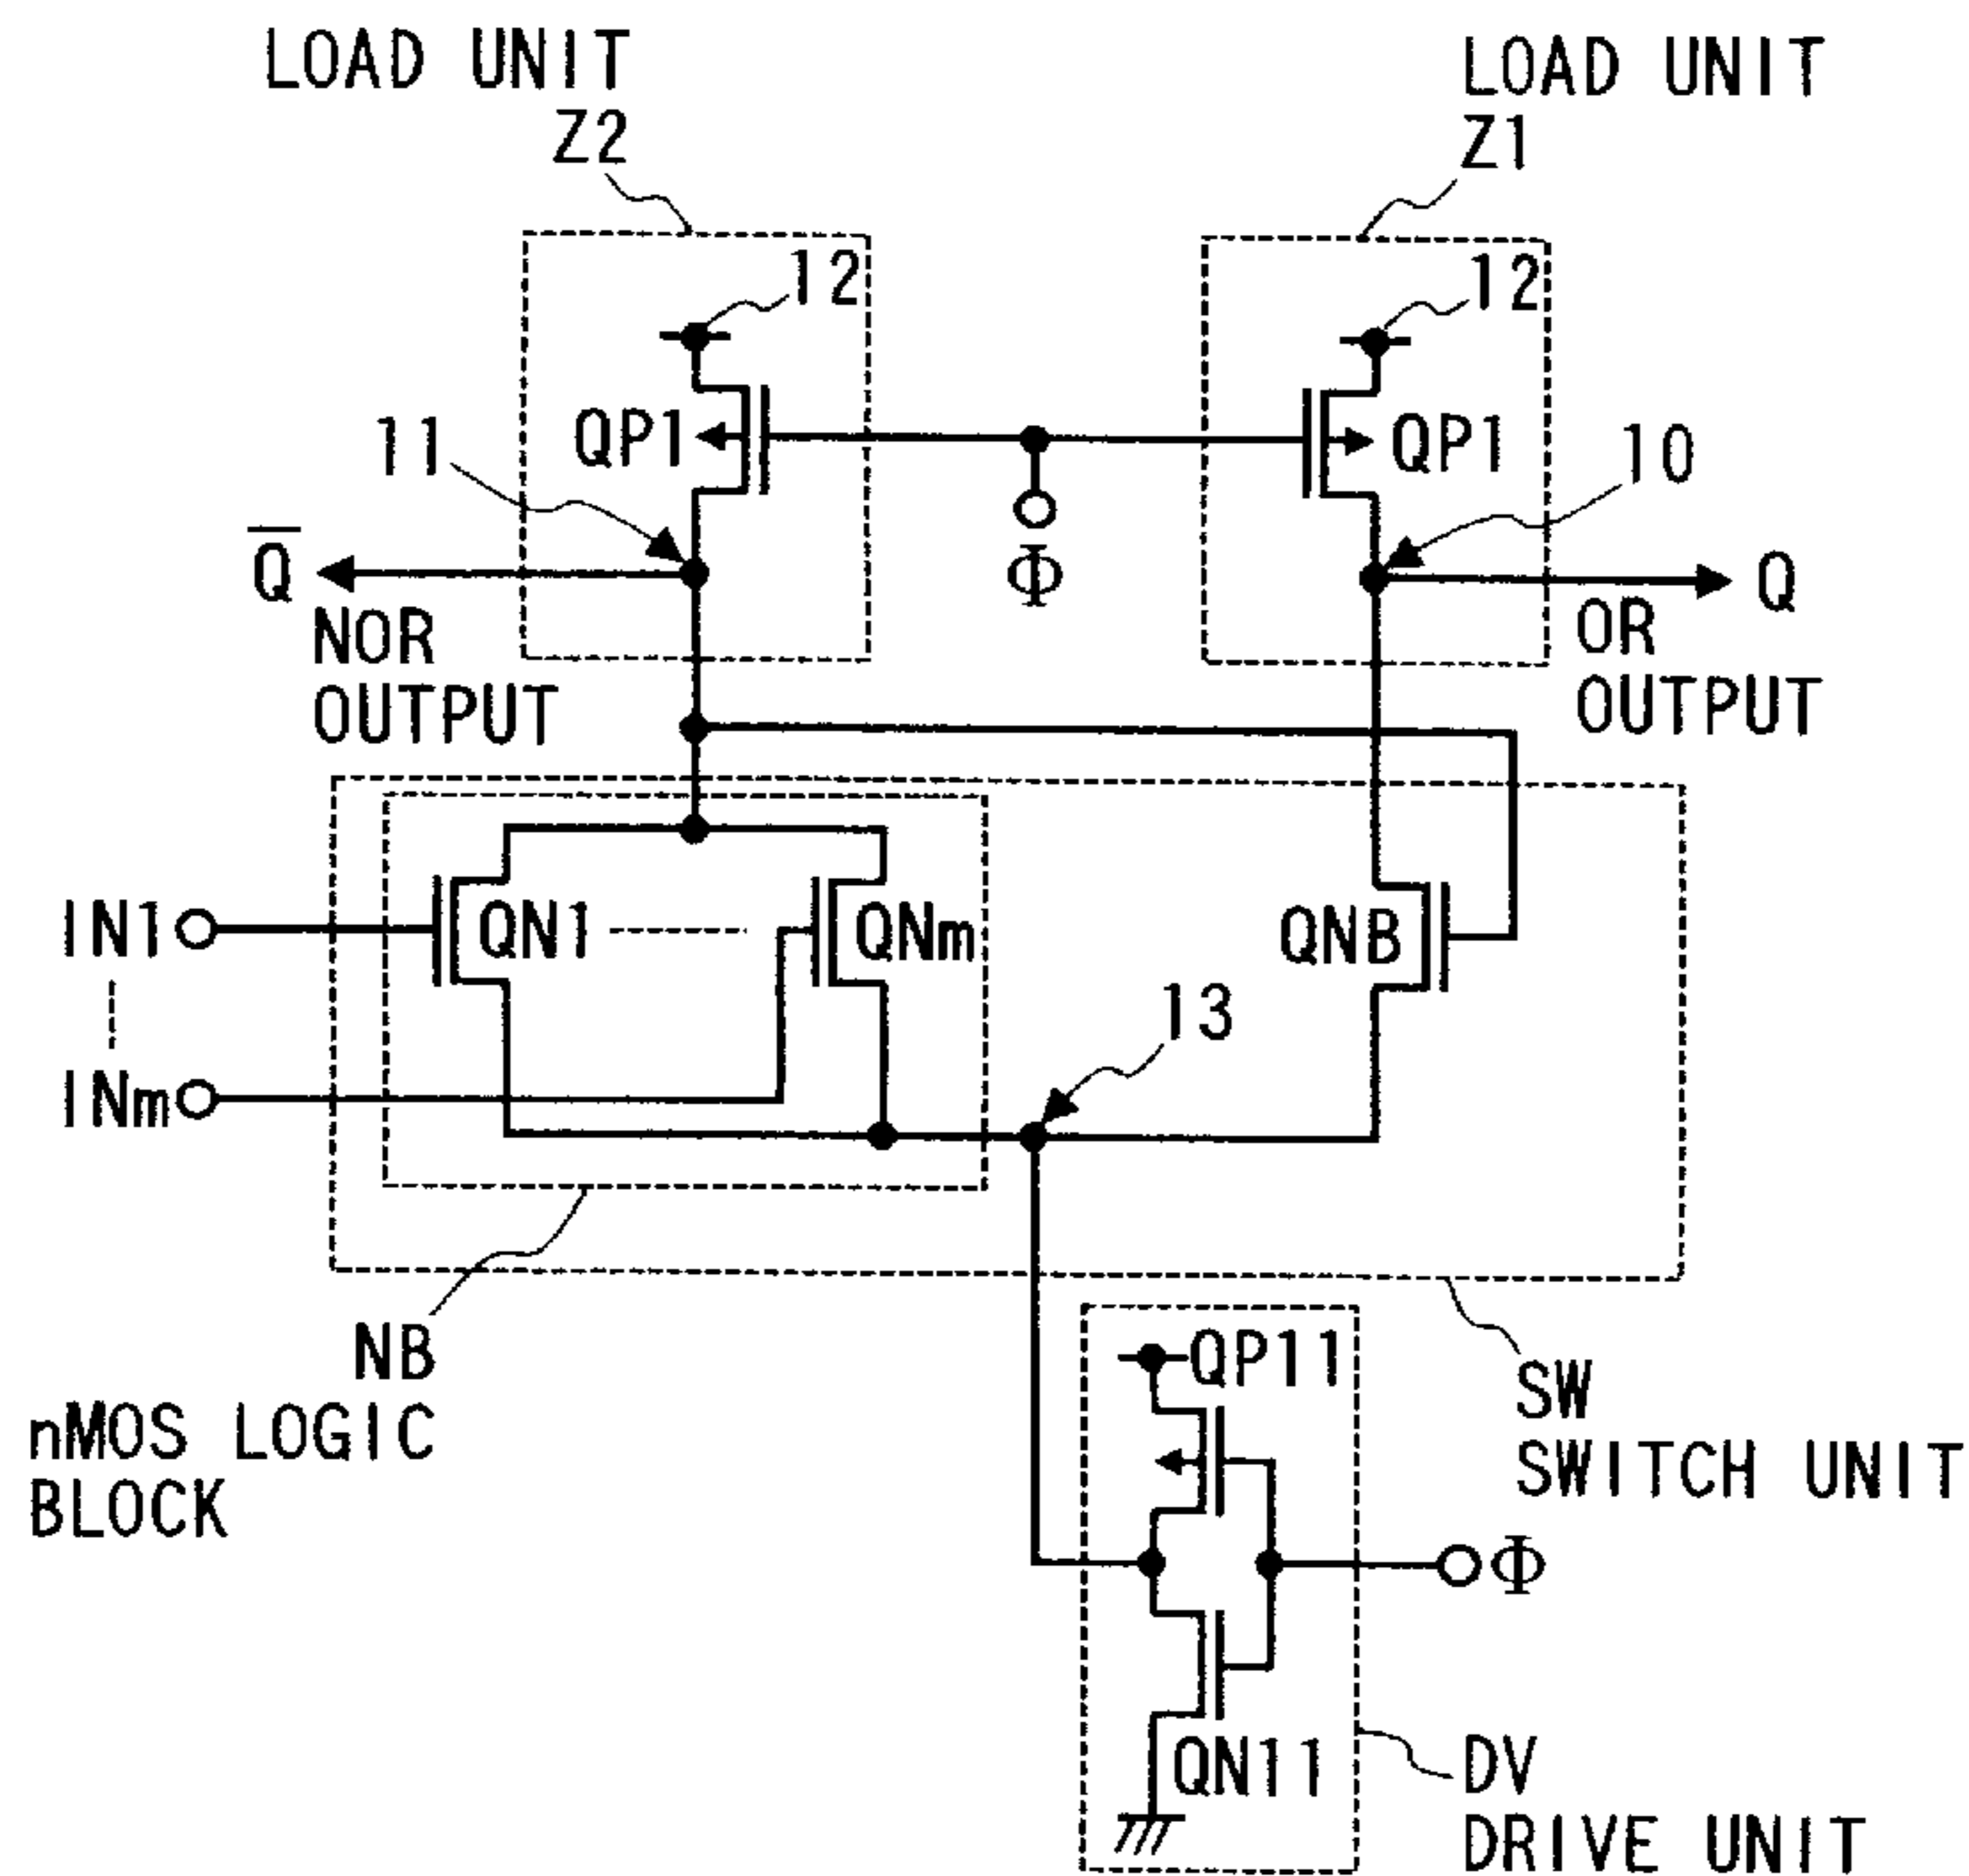 LOAD UNIT
Z2
LOAD UNIT
Z1
12
12
QP1
QP1
11
10
Φ
Q̅
Q
NOR
OUTPUT
OR
OUTPUT
IN1
QN1
QNm
QNB
13
INm
NB
nMOS LOGIC
BLOCK
QP11
SW
SWITCH UNIT
Φ
QN11
DV
DRIVE UNIT